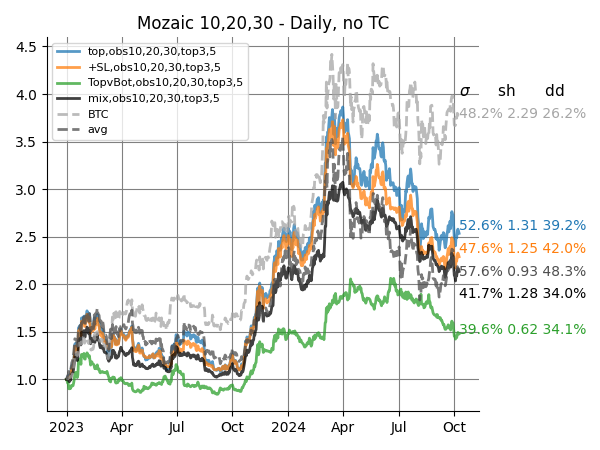 Mozaic 10,20,30 - Daily, no TC
4.5
top,obs10,20,30,top3,5
+SL,obs10,20,30,top3,5
TopvBot,obs10,20,30,top3,5
mix,obs10,20,30,top3,5
BTC
avg
σ sh dd
4.0
48.2% 2.29 26.2%
3.5
3.0
2.5
52.6% 1.31 39.2%
47.6% 1.25 42.0%
57.6% 0.93 48.3%
2.0
41.7% 1.28 34.0%
1.5
39.6% 0.62 34.1%
1.0
2023 Apr Jul Oct 2024 Apr Jul Oct